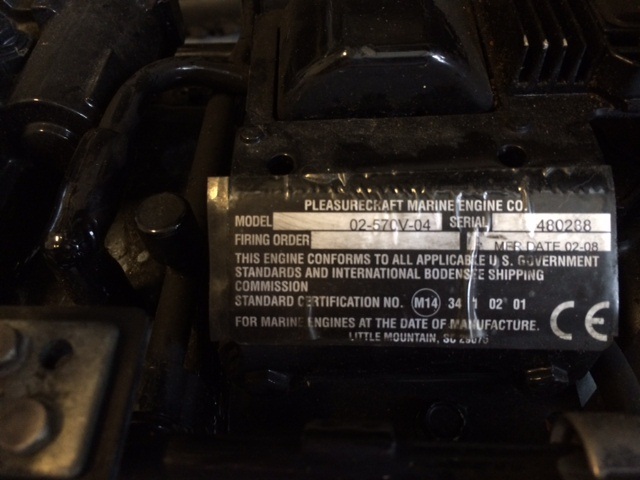 PLEASURECRAFT MARINE ENGINE CO.
MODEL 02-570V-04 SERIAL 480288
FIRING ORDER MFR DATE 02-08
THIS ENGINE CONFORMS TO ALL APPLICABLE U.S. GOVERNMENT
STANDARDS AND INTERNATIONAL BODENSEE SHIPPING
COMMISSION
STANDARD CERTIFICATION NO. M14 34 1 02 01
FOR MARINE ENGINES AT THE DATE OF MANUFACTURE. CE
LITTLE MOUNTAIN, SC